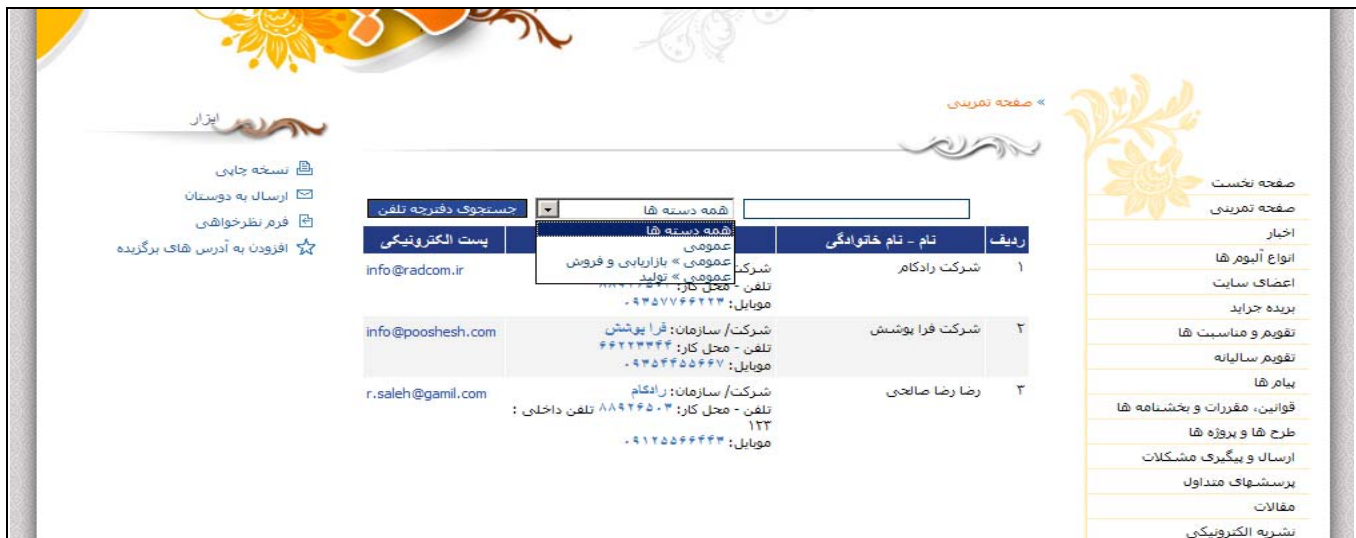 » صفحه تمرینی
صفحه نخست
صفحه تمرینی
اخبار
انواع آلبوم ها
اعضای سایت
بریده جراید
تقویم و مناسبت ها
تقویم سالیانه
پیام ها
قوانین، مقررات و بخشنامه ها
طرح ها و پروژه ها
ارسال و پیگیری مشکلات
پرسشهای متداول
مقالات
نشریه الکترونیکی
همه دسته ها جستجوی دفترچه تلفن
همه دسته ها
عمومی
عمومی » بازاریابی و فروش
عمومی » تولید
ردیف نام - نام خانوادگی پست الکترونیکی
۱ شرکت رادکام شرکت info@radcom.ir
تلفن - محل کار:
موبایل: ۰۹۳۵۷۷۶۶۲۲۳
۲ شرکت فرا پوشش شرکت/ سازمان: فرا پوشش info@pooshesh.com
تلفن - محل کار: ۶۶۲۲۳۳۴۴
موبایل: ۰۹۳۵۴۴۵۵۶۶۷
۳ رضا رضا صالحی شرکت/ سازمان: رادکام r.saleh@gamil.com
تلفن - محل کار: ۸۸۹۲۶۵۰۳ تلفن داخلی :
۱۲۳
موبایل: ۰۹۱۲۵۵۶۶۴۴۳
ابزار
نسخه چاپی
ارسال به دوستان
فرم نظرخواهی
افزودن به آدرس های برگزیده